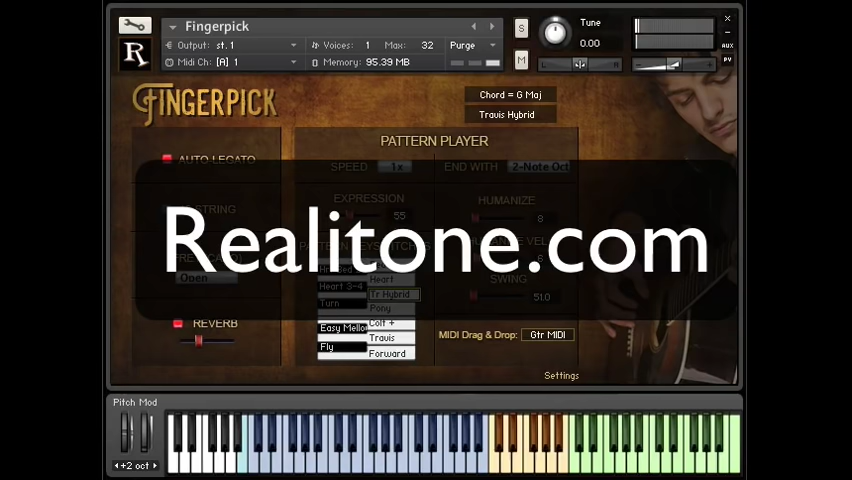 Fingerpick
S
Tune
0.00
Output: st. 1
Voices: 1 Max: 32
Purge
Midi Ch: [A] 1
Memory: 95.39 MB
M
L
R
AUX
PV
R
FINGERPICK
Chord = G Maj
Travis Hybrid
PATTERN PLAYER
AUTO LEGATO
SPEED 1x
END WITH 2-Note Oct
STRING
EXPRESSION
55
HUMANIZE
8
Realitone.com
Open
Heart
Heart 3-4
Tr Hybrid
Turn
Pony
SWING
51.0
REVERB
Colt +
Easy Mello
Travis
Fly
Forward
MIDI Drag & Drop: Gtr MIDI
Settings
Pitch Mod
+2 oct